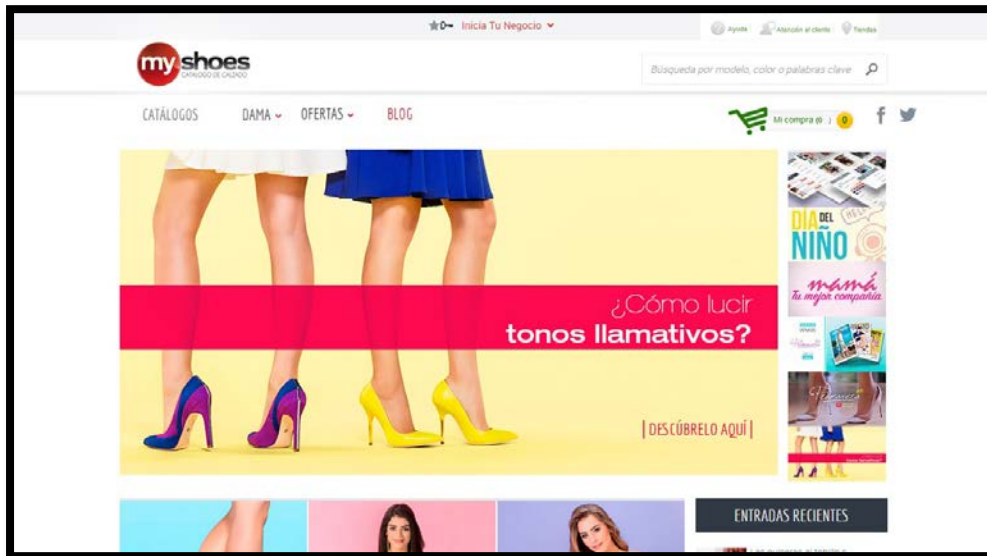 Inicia Tu Negocio
Ayuda
Atención al cliente
Tiendas
my shoes
CATÁLOGO DE CALZADO
Búsqueda por modelo, color o palabras clave
CATÁLOGOS
DAMA
OFERTAS
BLOG
Mi compra (0
0
¿Cómo lucir
tonos llamativos?
| DESCÚBRELO AQUÍ |
DÍA DEL
NIÑO
mamá
Tu mejor compañía
ENTRADAS RECIENTES